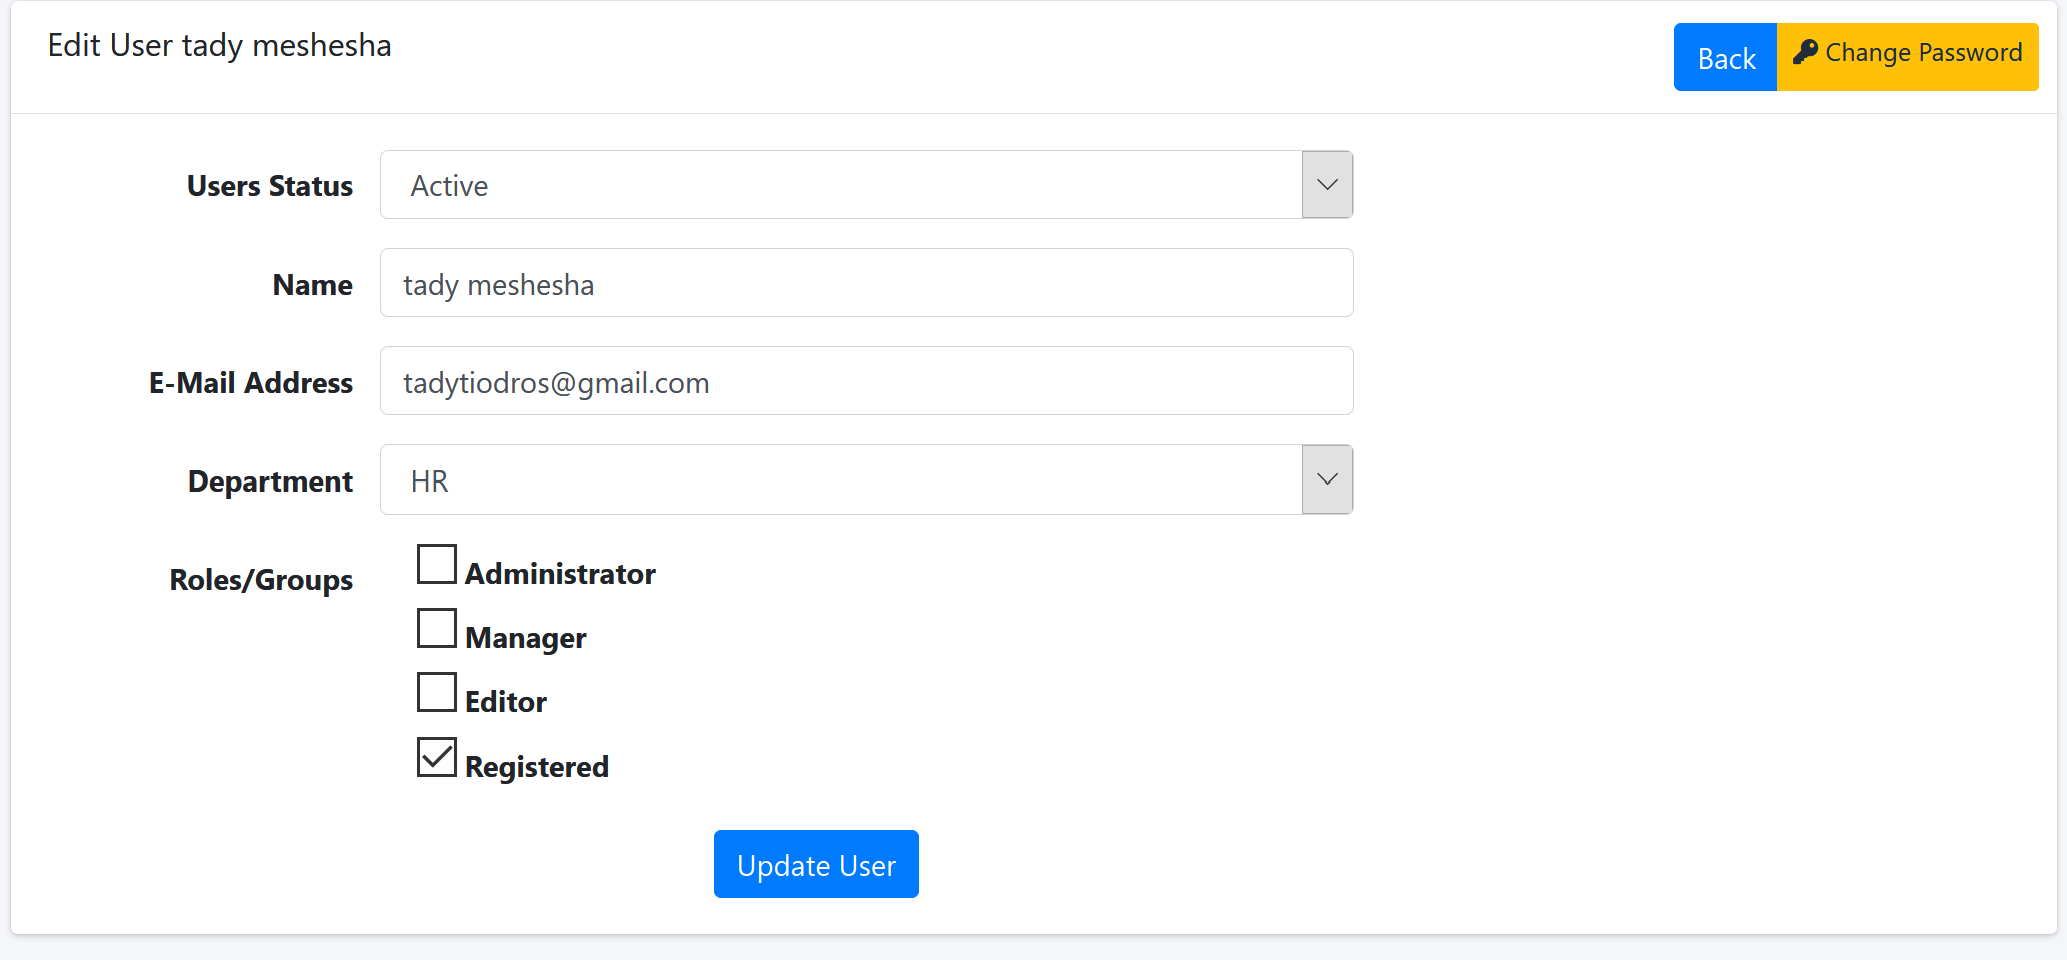 Edit User tady meshesha
Back Change Password
Users Status Active
Name tady meshesha
E-Mail Address tadytiodros@gmail.com
Department HR
Roles/Groups Administrator
Manager
Editor
Registered
Update User